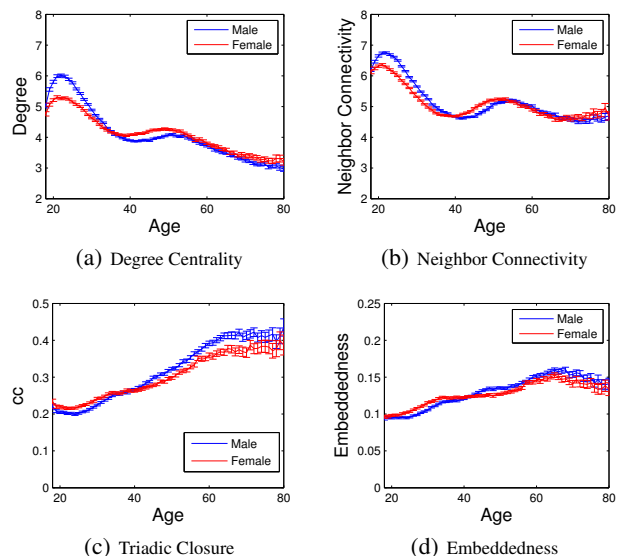 8
7
6
5
4
3
2
20
40
60
80
Degree
Age
Male
Female
(a) Degree Centrality
8
7
6
5
4
3
2
20
40
60
80
Neighbor Connectivity
Age
Male
Female
(b) Neighbor Connectivity
0.5
0.4
0.3
0.2
0.1
0
20
40
60
80
cc
Age
Male
Female
(c) Triadic Closure
0.25
0.2
0.15
0.1
0.05
0
20
40
60
80
Embeddedness
Age
Male
Female
(d) Embeddedness